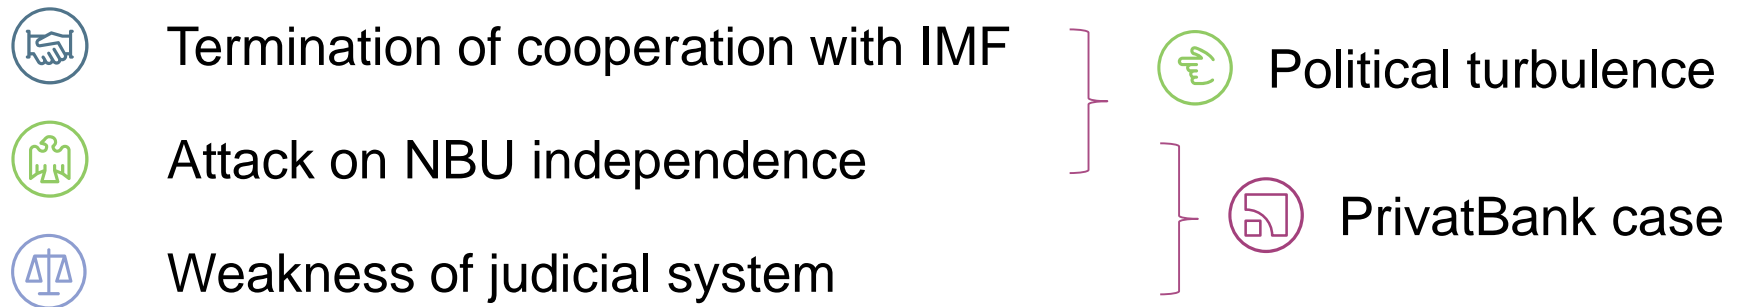 Termination of cooperation with IMF
Political turbulence
Attack on NBU independence
PrivatBank case
Weakness of judicial system